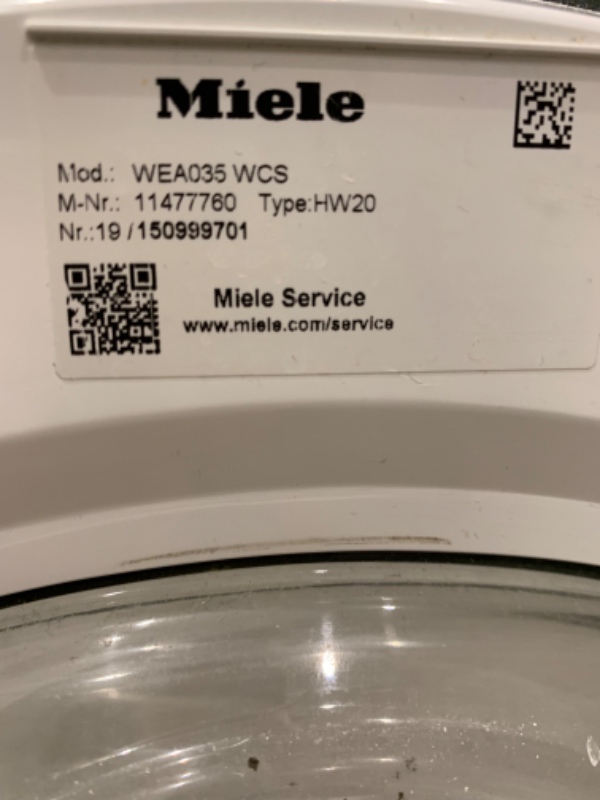 Miele
Mod.: WEA035 WCS
M-Nr.: 11477760 Type:HW20
Nr.:19 / 150999701
Miele Service
www.miele.com/service